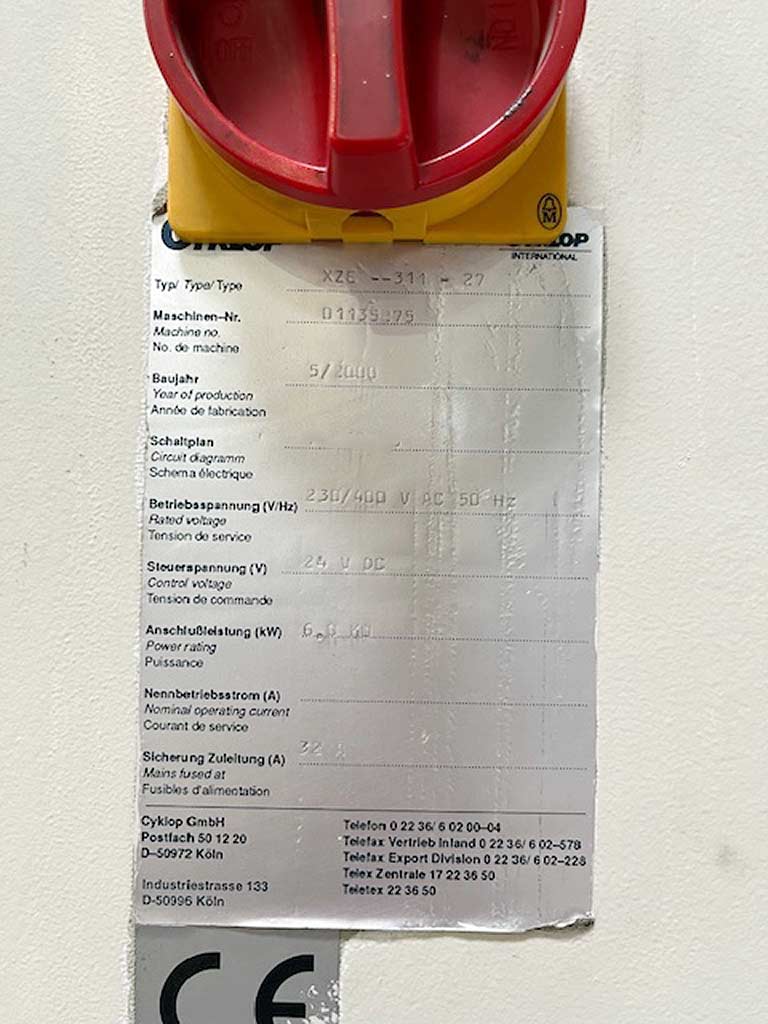 CYKLOP
INTERNATIONAL
Typ/ Type/ Type XZE --311 - 27
Maschinen–Nr.
Machine no.
No. de machine
Baujahr 5/2000
Year of production
Année de fabrication
Schaltplan
Circuit diagramm
Schema électrique
Betriebsspannung (V/Hz) 230/400 V AC 50 Hz
Rated voltage
Tension de service
Steuerspannung (V) 24 V DC
Control voltage
Tension de commande
Anschlußleistung (kW)
Power rating
Puissance
Nennbetriebsstrom (A)
Nominal operating current
Courant de service
Sicherung Zuleitung (A) 32 A
Mains fused at
Fusibles d'alimentation
Cyklop GmbH
Postfach 50 12 20
D–50972 Köln
Industriestrasse 133
D-50996 Köln
Telefon 0 22 36/ 6 02 00–04
Telefax Vertrieb Inland 0 22 36/ 6 02–578
Telefax Export Division 0 22 36/ 6 02–228
Telex Zentrale 17 22 36 50
Teletex 22 36 50
CE